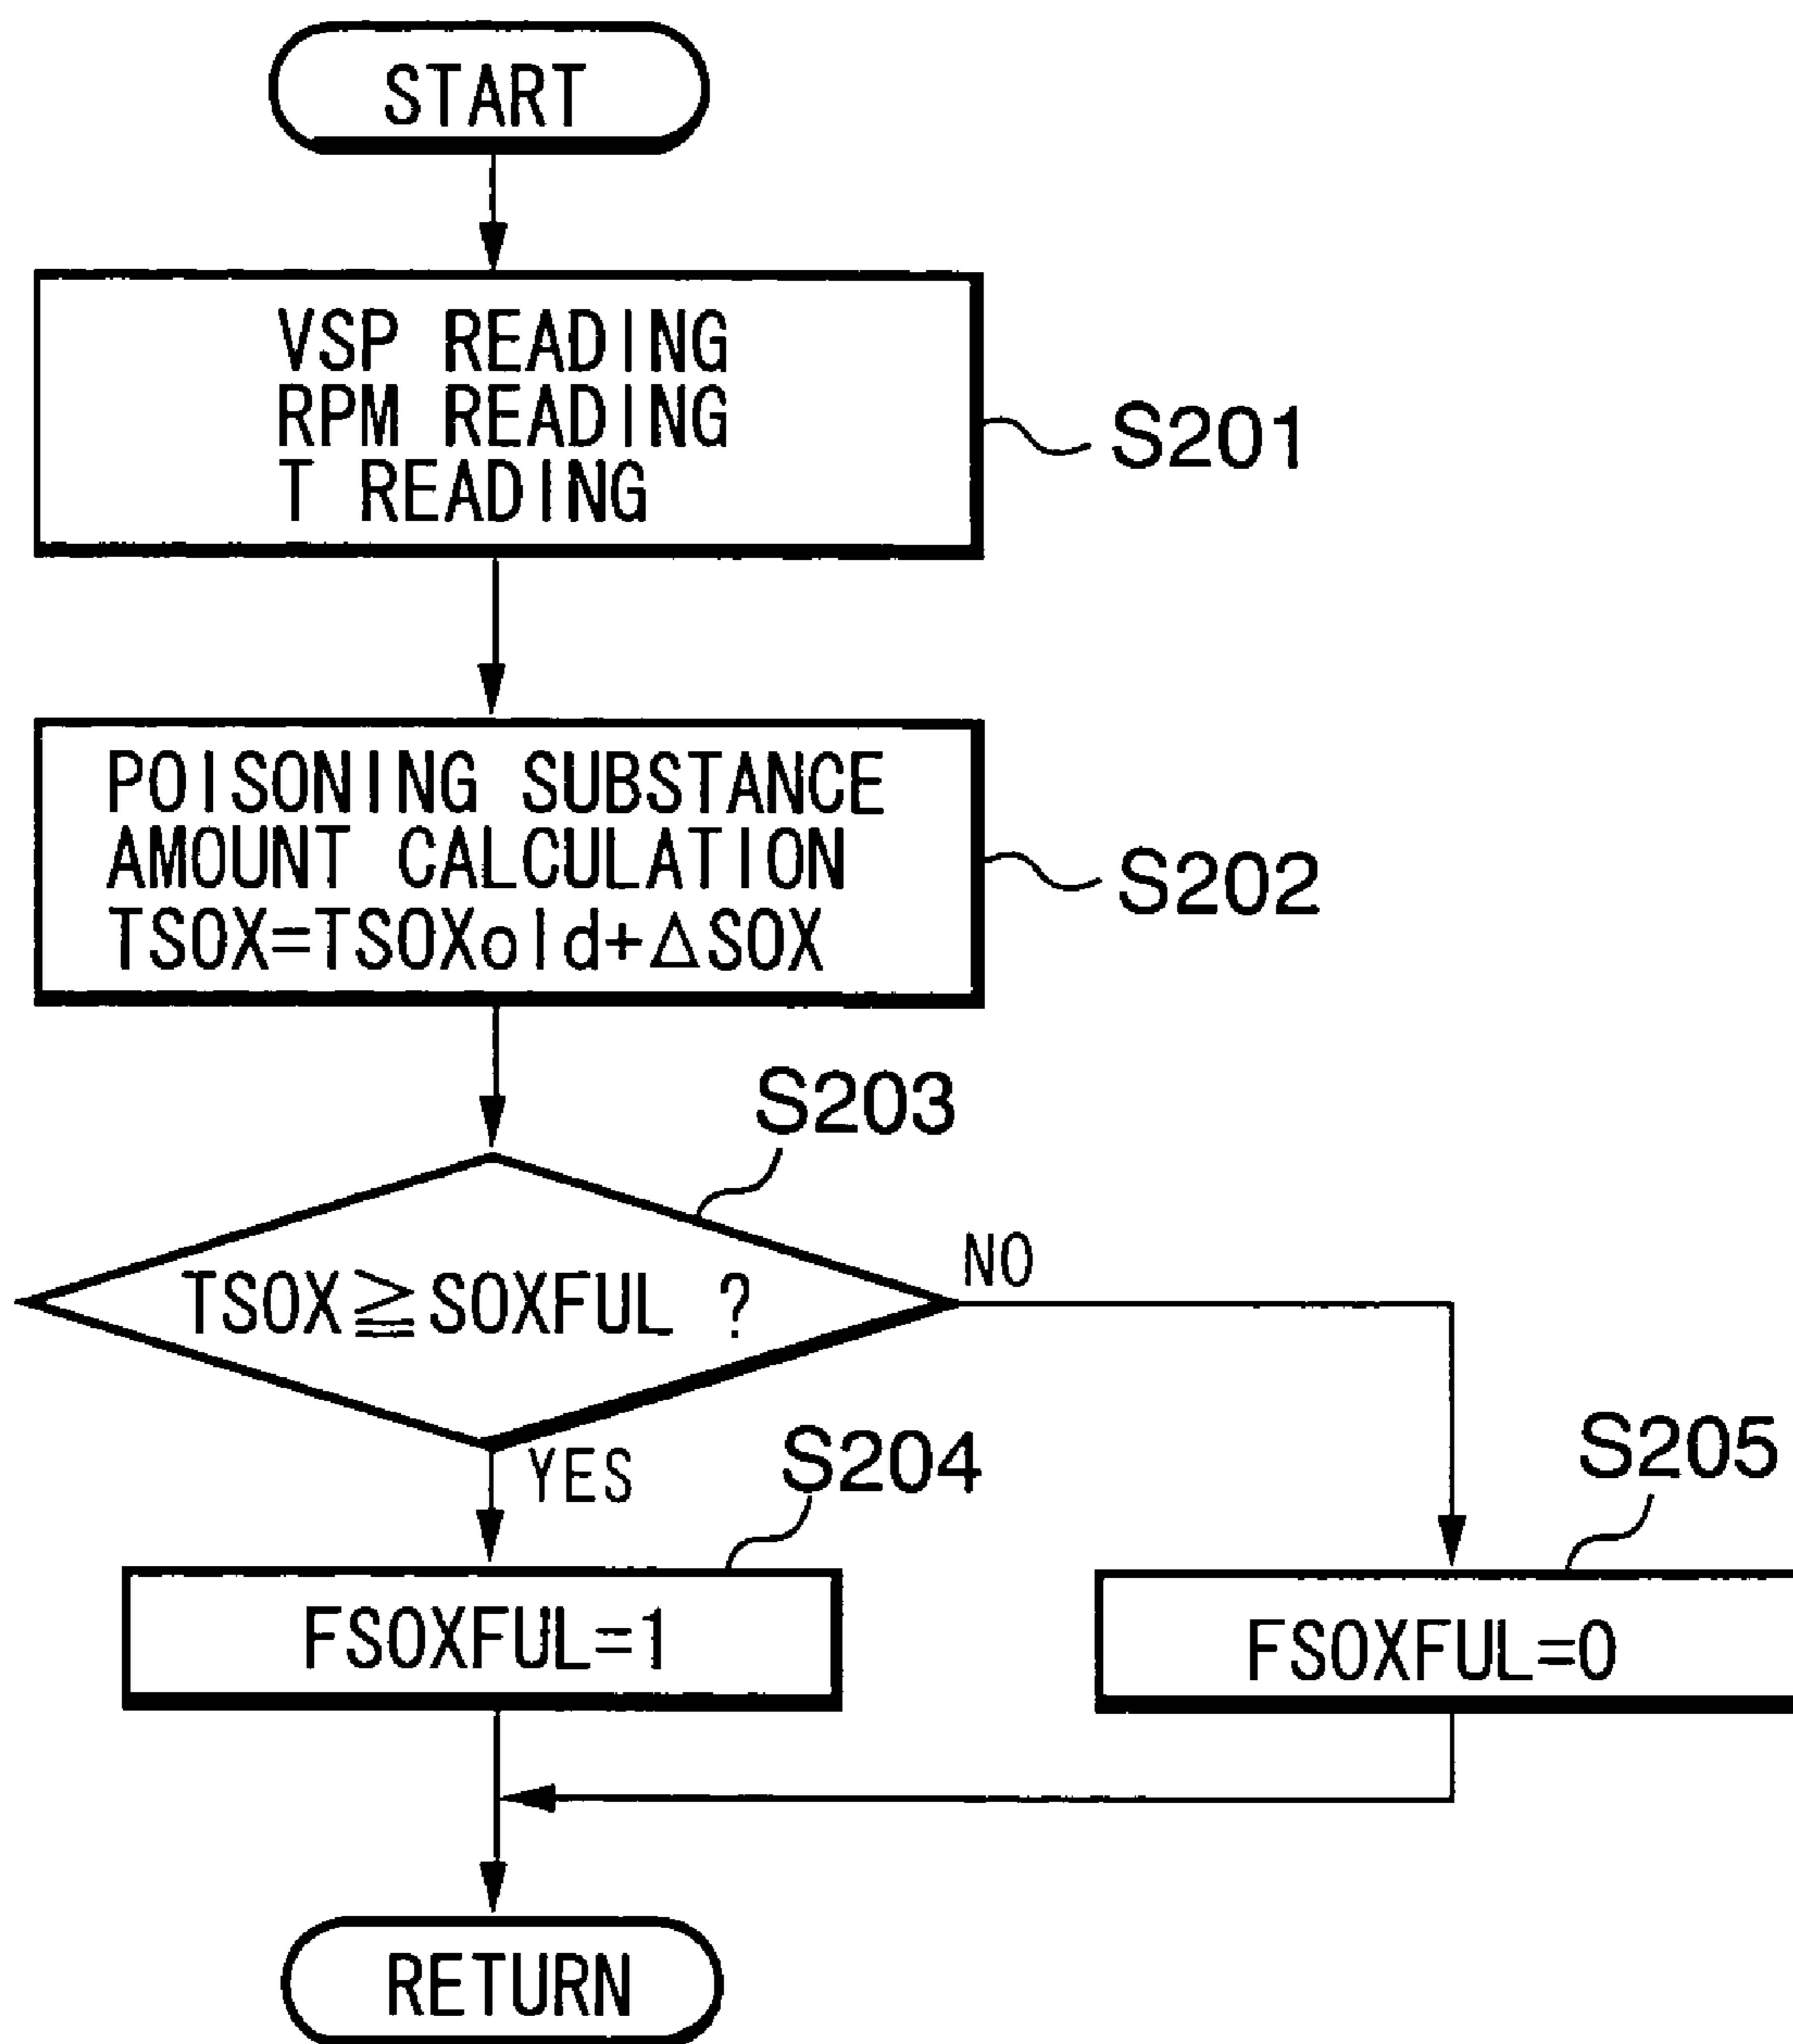 START
VSP READING
RPM READING
T READING
S201
POISONING SUBSTANCE
AMOUNT CALCULATION
TSOX=TSOXold+ΔSOX
S202
S203
TSOX≧SOXFUL ?
NO
YES
S204
S205
FSOXFUL=1
FSOXFUL=0
RETURN